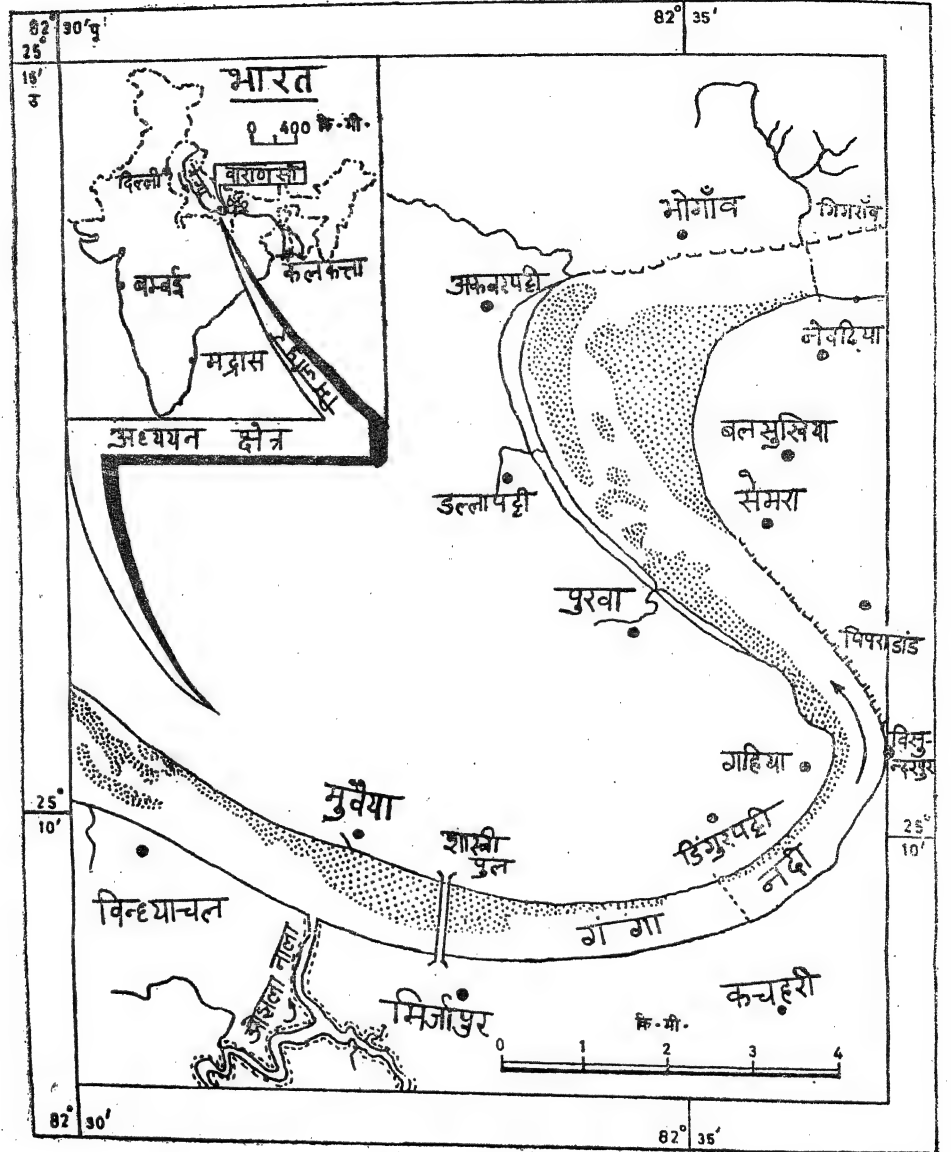 82° 30' पू.
82° 35'
25°
15'
उ
भारत
0 400 कि.मी.
दिल्ली
वाराणसी
कलकत्ता
बम्बई
मद्रास
अध्ययन क्षेत्र
भोगाँव
गिगराँव
अकबरपट्टी
नेवढिया
बलसुखिया
सेमरा
डल्लापट्टी
पुरवा
पिपराडांड
विसु-
न्दरपुर
गहिया
25°
10'
मुवैया
शास्त्री
पुल
डिंगुरपट्टी
25°
10'
गंगा नदी
विन्ध्याचल
ओझला नाला
मिर्जापुर
कचहरी
कि.मी.
0 1 2 3 4
82° 30'
82° 35'